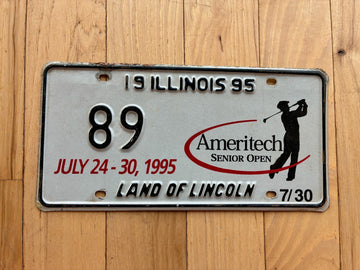 19 ILLINOIS 95
89
Ameritech
SENIOR OPEN
JULY 24 - 30, 1995
LAND OF LINCOLN
7/30